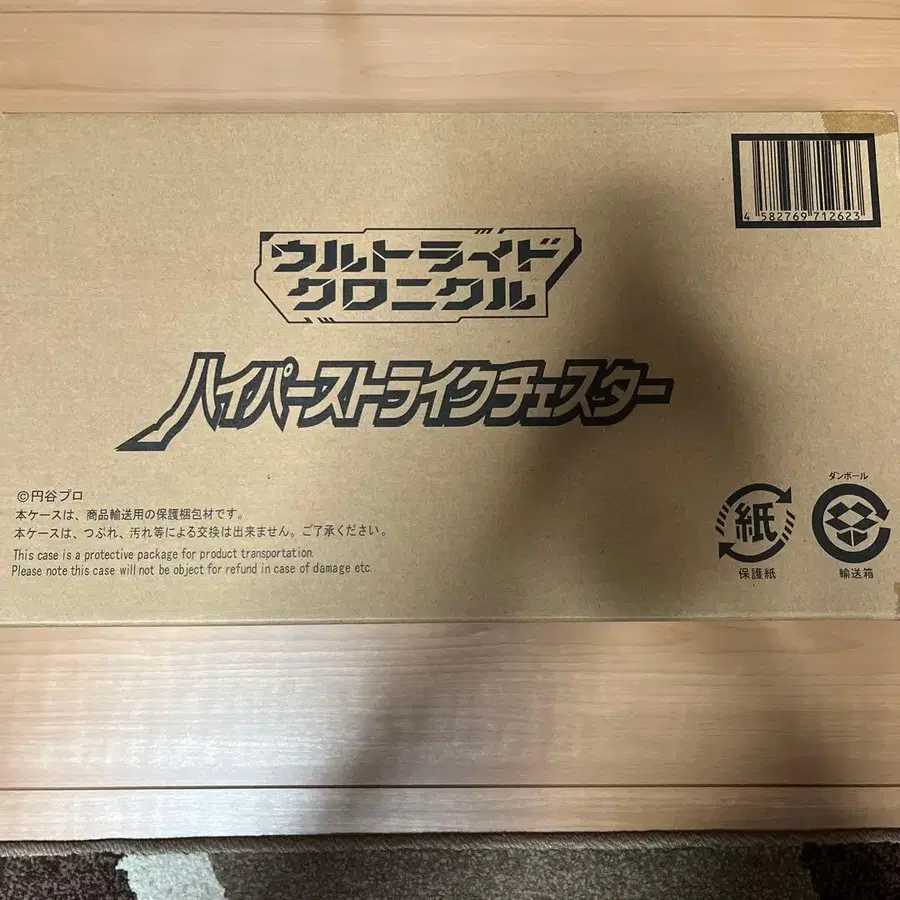 4 582769 712623
ウルトライド
クロニクル
ハイパーストライクチェスター
©円谷プロ
本ケースは、商品輸送用の保護梱包材です。
本ケースは、つぶれ、汚れ等による交換は出来ません。ご了承ください。
This case is a protective package for product transportation.
Please note this case will not be object for refund in case of damage etc.
紙
保護紙
ダンボール
輸送箱